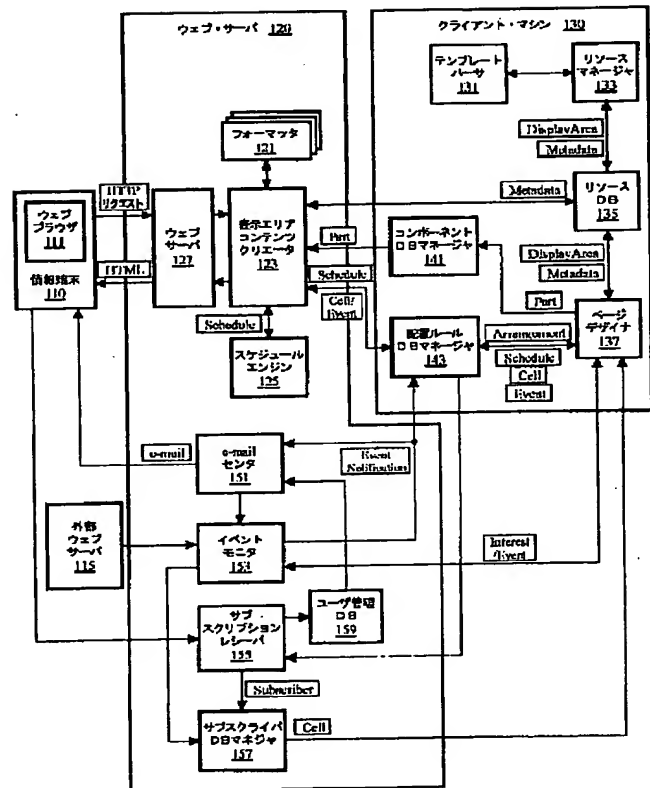 ウェブ・サーバ 120
クライアント・マシン 130
テンプレート
パーサ
131
リソース
マネージャ
133
フォーマッタ
121
DisplayArea
Metadata
HTTP
リクエスト
ウェブ
ブラウザ
111
情報端末
110
HTML
ウェブ
サーバ
127
表示エリア
コンテンツ
クリエータ
123
Metadata
リソース
DB
135
Part
コンポーネント
DBマネージャ
141
DisplayArea
Metadata
Schedule
Cell/
Event
Part
Schedule
スケジュール
エンジン
125
配置ルール
DBマネージャ
143
Arrangement
Schedule
Cell
Event
ページ
デザイナ
137
e-mail
e-mail
センタ
151
Event
Notification
外部
ウェブ
サーバ
115
イベント
モニタ
153
Interest
/Event
サブ
スクリプション
レシーバ
155
ユーザ管理
DB
159
Subscriber
サブスクライバ
DBマネジャ
157
Cell